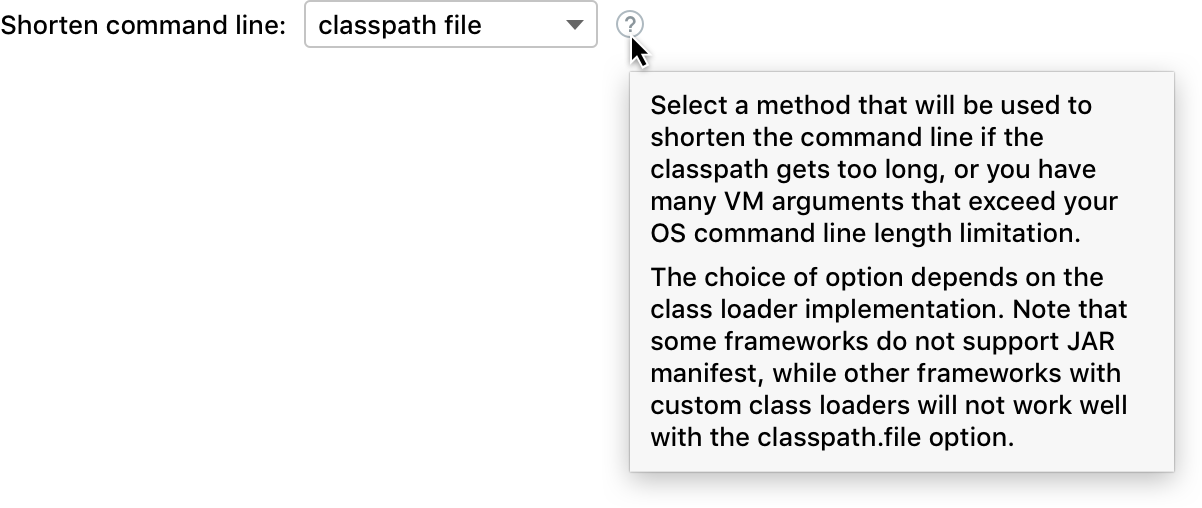 Shorten command line: classpath file ?
Select a method that will be used to
shorten the command line if the
classpath gets too long, or you have
many VM arguments that exceed your
OS command line length limitation.
The choice of option depends on the
class loader implementation. Note that
some frameworks do not support JAR
manifest, while other frameworks with
custom class loaders will not work well
with the classpath.file option.